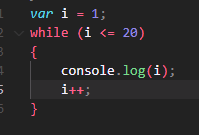 var i = 1;
while (i <= 20)
{
console.log(i);
i++;
}